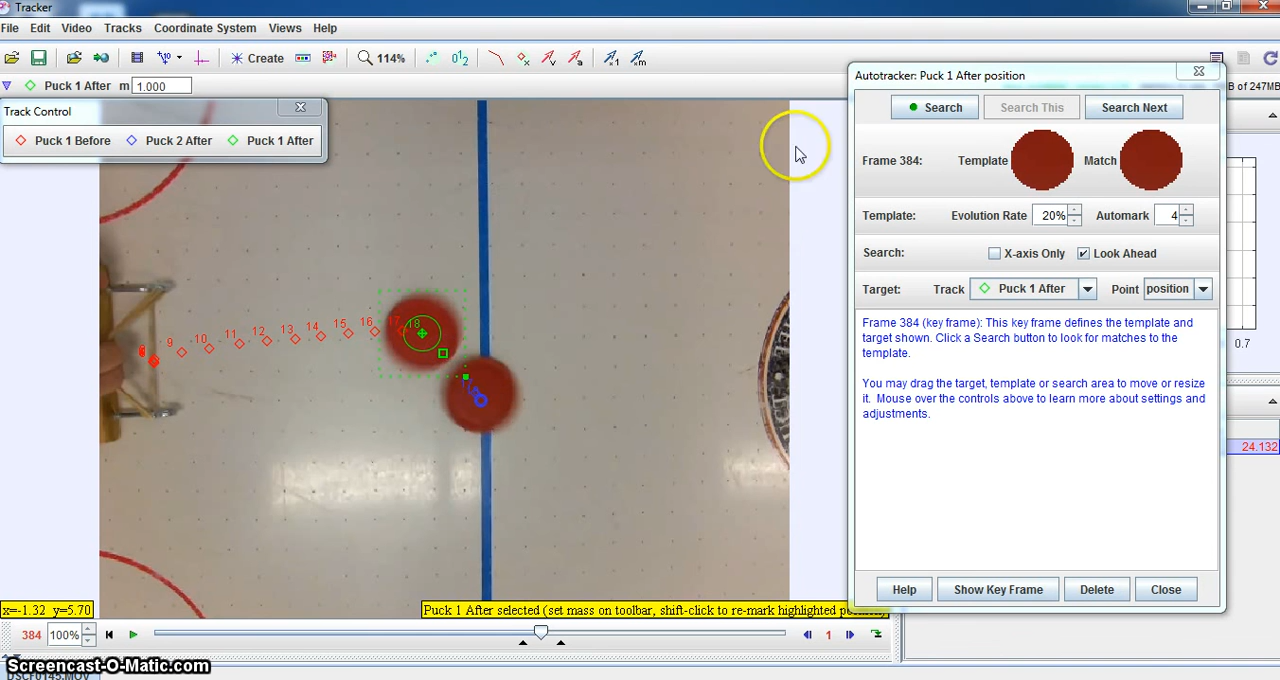 Tracker
File Edit Video Tracks Coordinate System Views Help
Create 114%
Puck 1 After m 1.000
B of 247MB
Track Control
Puck 1 Before Puck 2 After Puck 1 After
Autotracker: Puck 1 After position
Search Search This Search Next
Frame 384: Template Match
Template: Evolution Rate 20% Automark 4
Search: X-axis Only Look Ahead
Target: Track Puck 1 After Point position
Frame 384 (key frame): This key frame defines the template and
target shown. Click a Search button to look for matches to the
template.
You may drag the target, template or search area to move or resize
it. Mouse over the controls above to learn more about settings and
adjustments.
Help Show Key Frame Delete Close
9 10 11 12 13 14 15 16 17 18
0.7
24.132
x=-1.32 y=5.70
Puck 1 After selected (set mass on toolbar, shift-click to re-mark highlighted
384 100% 1
Screencast-O-Matic.com
DSCF0145.MOV